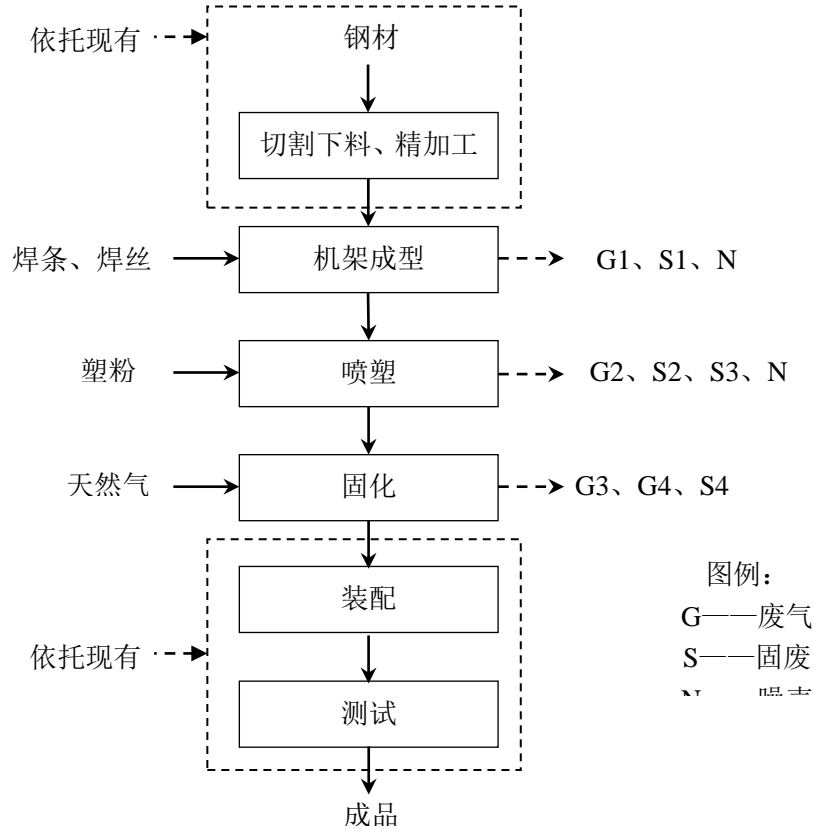 依托现有
钢材
切割下料、精加工
焊条、焊丝
机架成型
G1、S1、N
塑粉
喷塑
G2、S2、S3、N
天然气
固化
G3、G4、S4
装配
图例：
G——废气
依托现有
S——固废
测试
成品